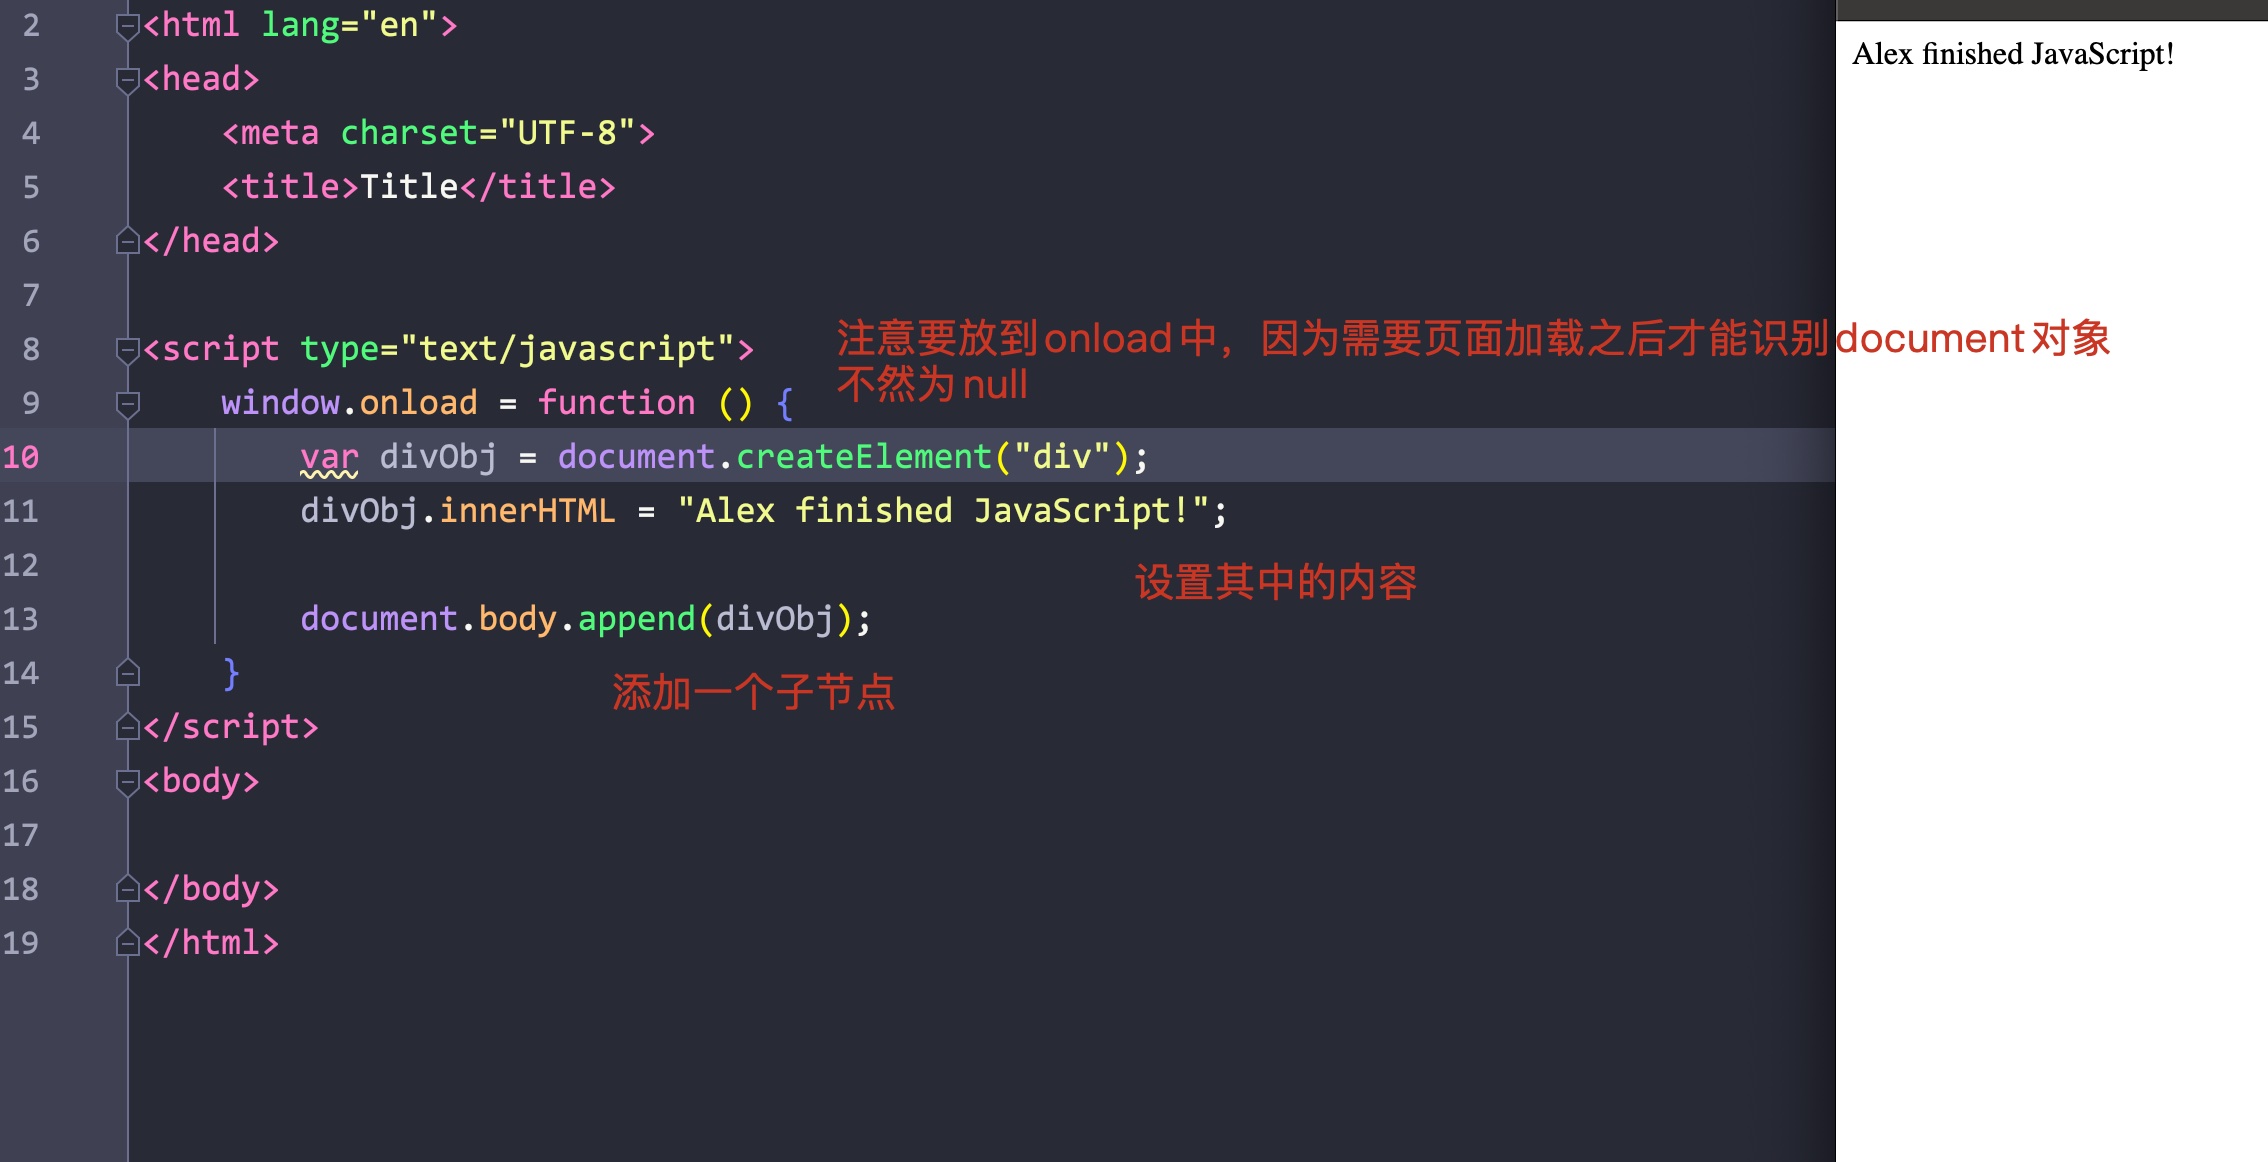 2 <html lang="en">
3 <head>
4     <meta charset="UTF-8">
5     <title>Title</title>
6 </head>
7
8 <script type="text/javascript">
9     window.onload = function () {
10         var divObj = document.createElement("div");
11         divObj.innerHTML = "Alex finished JavaScript!";
12
13         document.body.append(divObj);
14     }
15 </script>
16 <body>
17
18 </body>
19 </html>
注意要放到onload中，因为需要页面加载之后才能识别document对象
不然为null
设置其中的内容
添加一个子节点
Alex finished JavaScript!